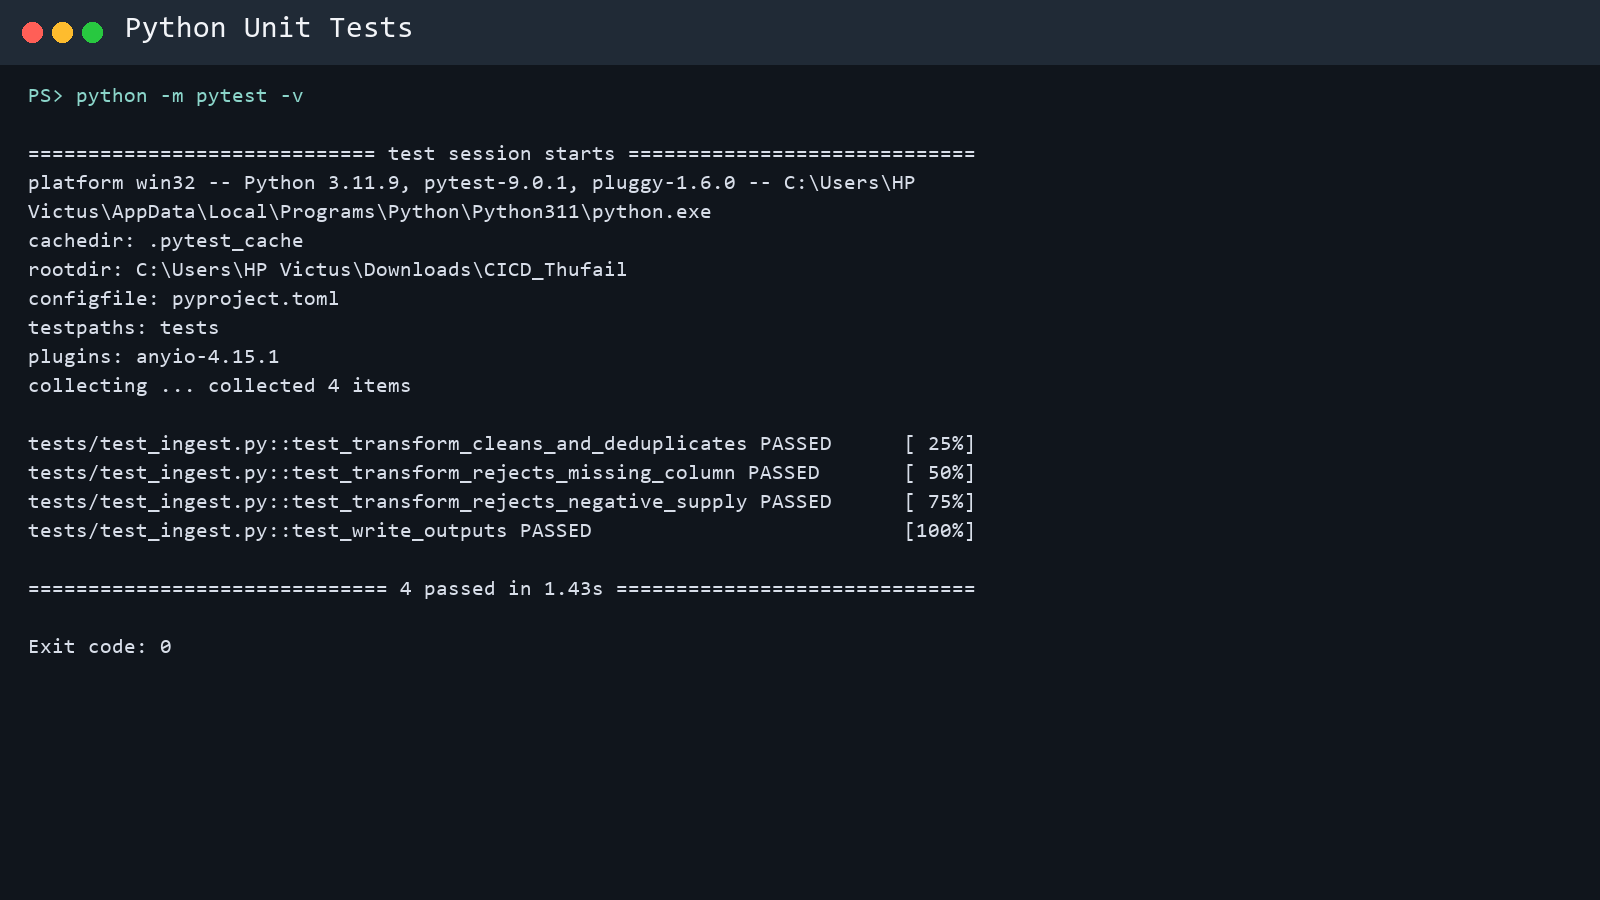 Python Unit Tests
PS> python -m pytest -v
============================= test session starts =============================
platform win32 -- Python 3.11.9, pytest-9.0.1, pluggy-1.6.0 -- C:\Users\HP
Victus\AppData\Local\Programs\Python\Python311\python.exe
cachedir: .pytest_cache
rootdir: C:\Users\HP Victus\Downloads\CICD_Thufail
configfile: pyproject.toml
testpaths: tests
plugins: anyio-4.15.1
collecting ... collected 4 items
tests/test_ingest.py::test_transform_cleans_and_deduplicates PASSED      [ 25%]
tests/test_ingest.py::test_transform_rejects_missing_column PASSED       [ 50%]
tests/test_ingest.py::test_transform_rejects_negative_supply PASSED      [ 75%]
tests/test_ingest.py::test_write_outputs PASSED                          [100%]
============================== 4 passed in 1.43s ==============================
Exit code: 0